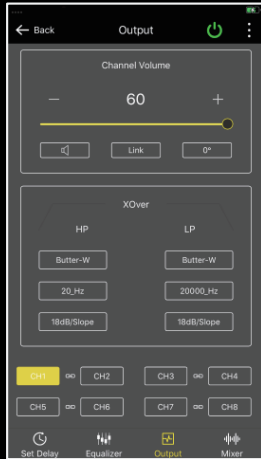 Back Output
Channel Volume
− 60 +
Link 0°
XOver
HP LP
Butter-W Butter-W
20_Hz 20000_Hz
18dB/Slope 18dB/Slope
CH1 CH2 CH3 CH4
CH5 CH6 CH7 CH8
Set Delay Equalizer Output Mixer